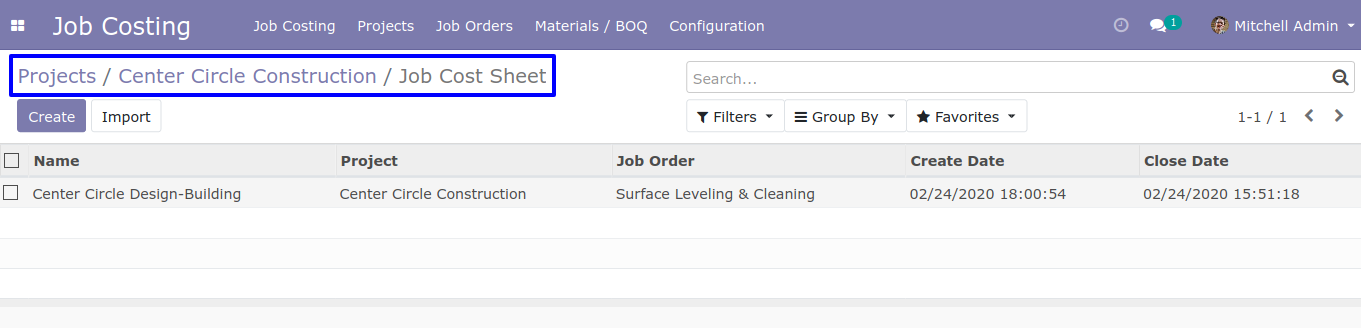 Job Costing Job Costing Projects Job Orders Materials / BOQ Configuration 1 Mitchell Admin
Projects / Center Circle Construction / Job Cost Sheet Search...
Create Import Filters Group By Favorites 1-1 / 1
Name Project Job Order Create Date Close Date
Center Circle Design-Building Center Circle Construction Surface Leveling & Cleaning 02/24/2020 18:00:54 02/24/2020 15:51:18